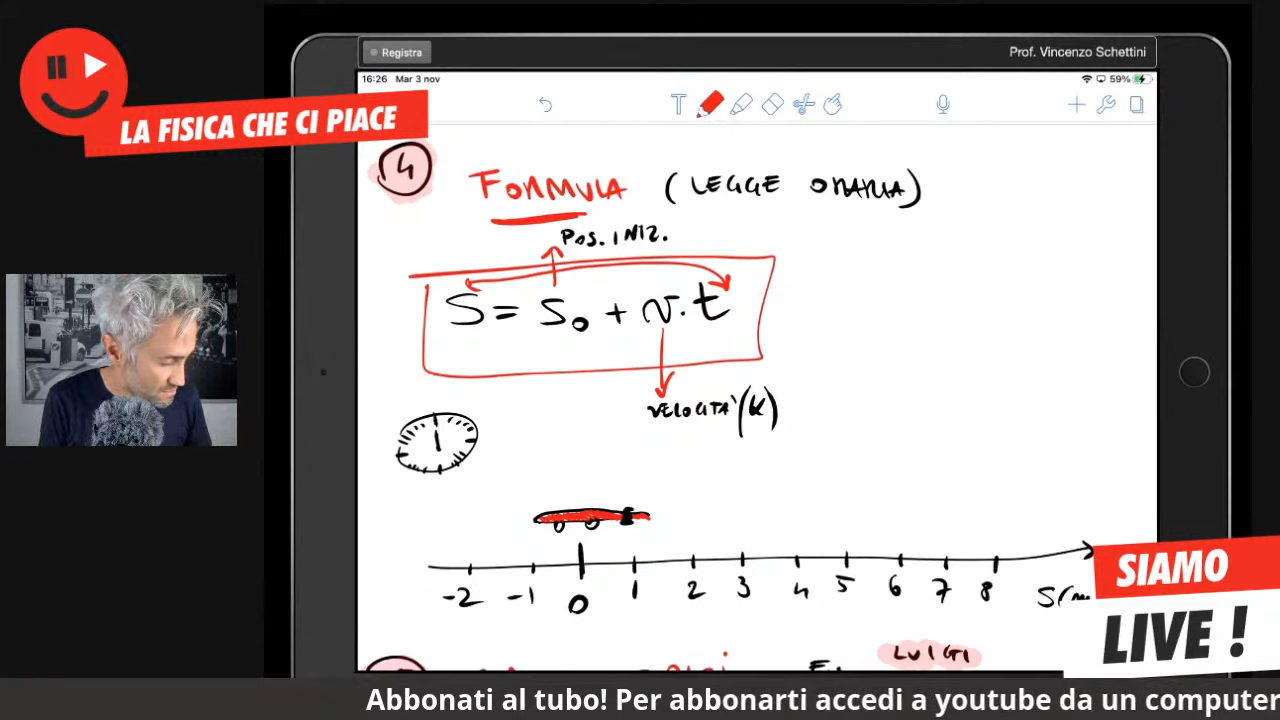 Registra
Prof. Vincenzo Schettini
16:26 Mar 3 nov
59%
LA FISICA CHE CI PIACE
4
FORMULA (LEGGE ORARIA)
POS. INIZ.
S = S₀ + v · t
VELOCITA' (K)
-2 -1 0 1 2 3 4 5 6 7 8
SIAMO
LIVE !
LUIGI
Abbonati al tubo! Per abbonarti accedi a youtube da un computer